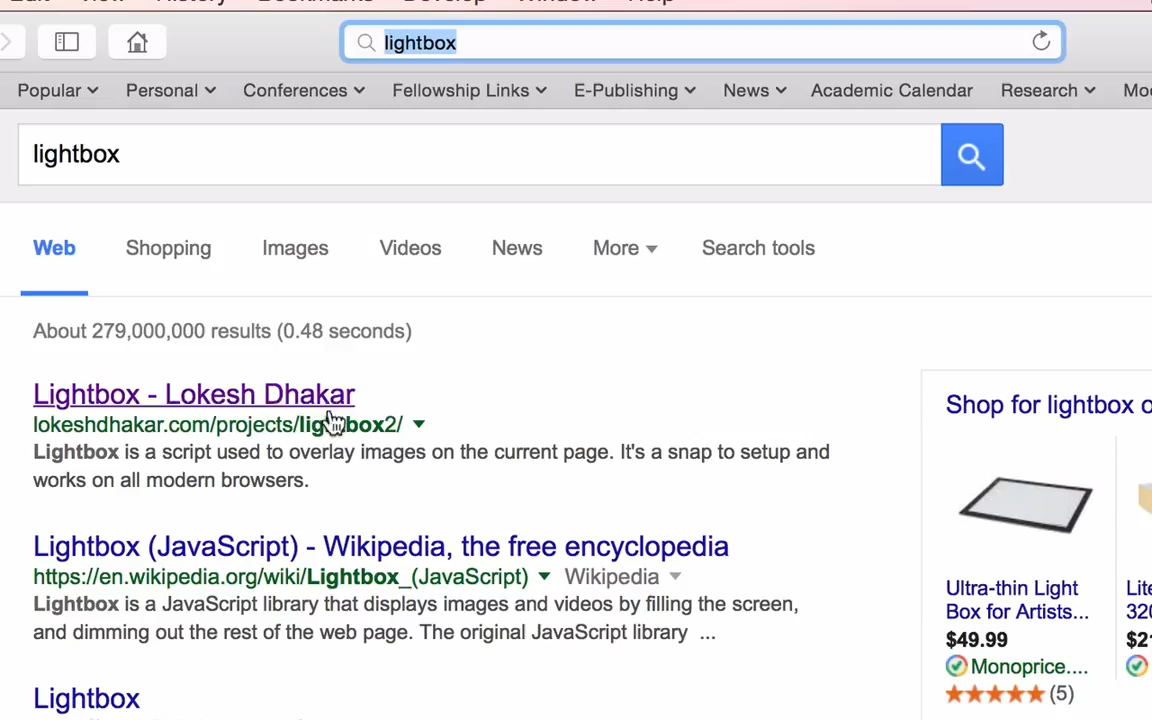 lightbox
Popular Personal Conferences Fellowship Links E-Publishing News Academic Calendar Research
lightbox
Web Shopping Images Videos News More Search tools
About 279,000,000 results (0.48 seconds)
Lightbox - Lokesh Dhakar
lokeshdhakar.com/projects/lightbox2/
Lightbox is a script used to overlay images on the current page. It's a snap to setup and
works on all modern browsers.
Lightbox (JavaScript) - Wikipedia, the free encyclopedia
https://en.wikipedia.org/wiki/Lightbox_(JavaScript) Wikipedia
Lightbox is a JavaScript library that displays images and videos by filling the screen,
and dimming out the rest of the web page. The original JavaScript library ...
Lightbox
Shop for lightbox
Ultra-thin Light
Box for Artists...
$49.99
Monoprice....
(5)